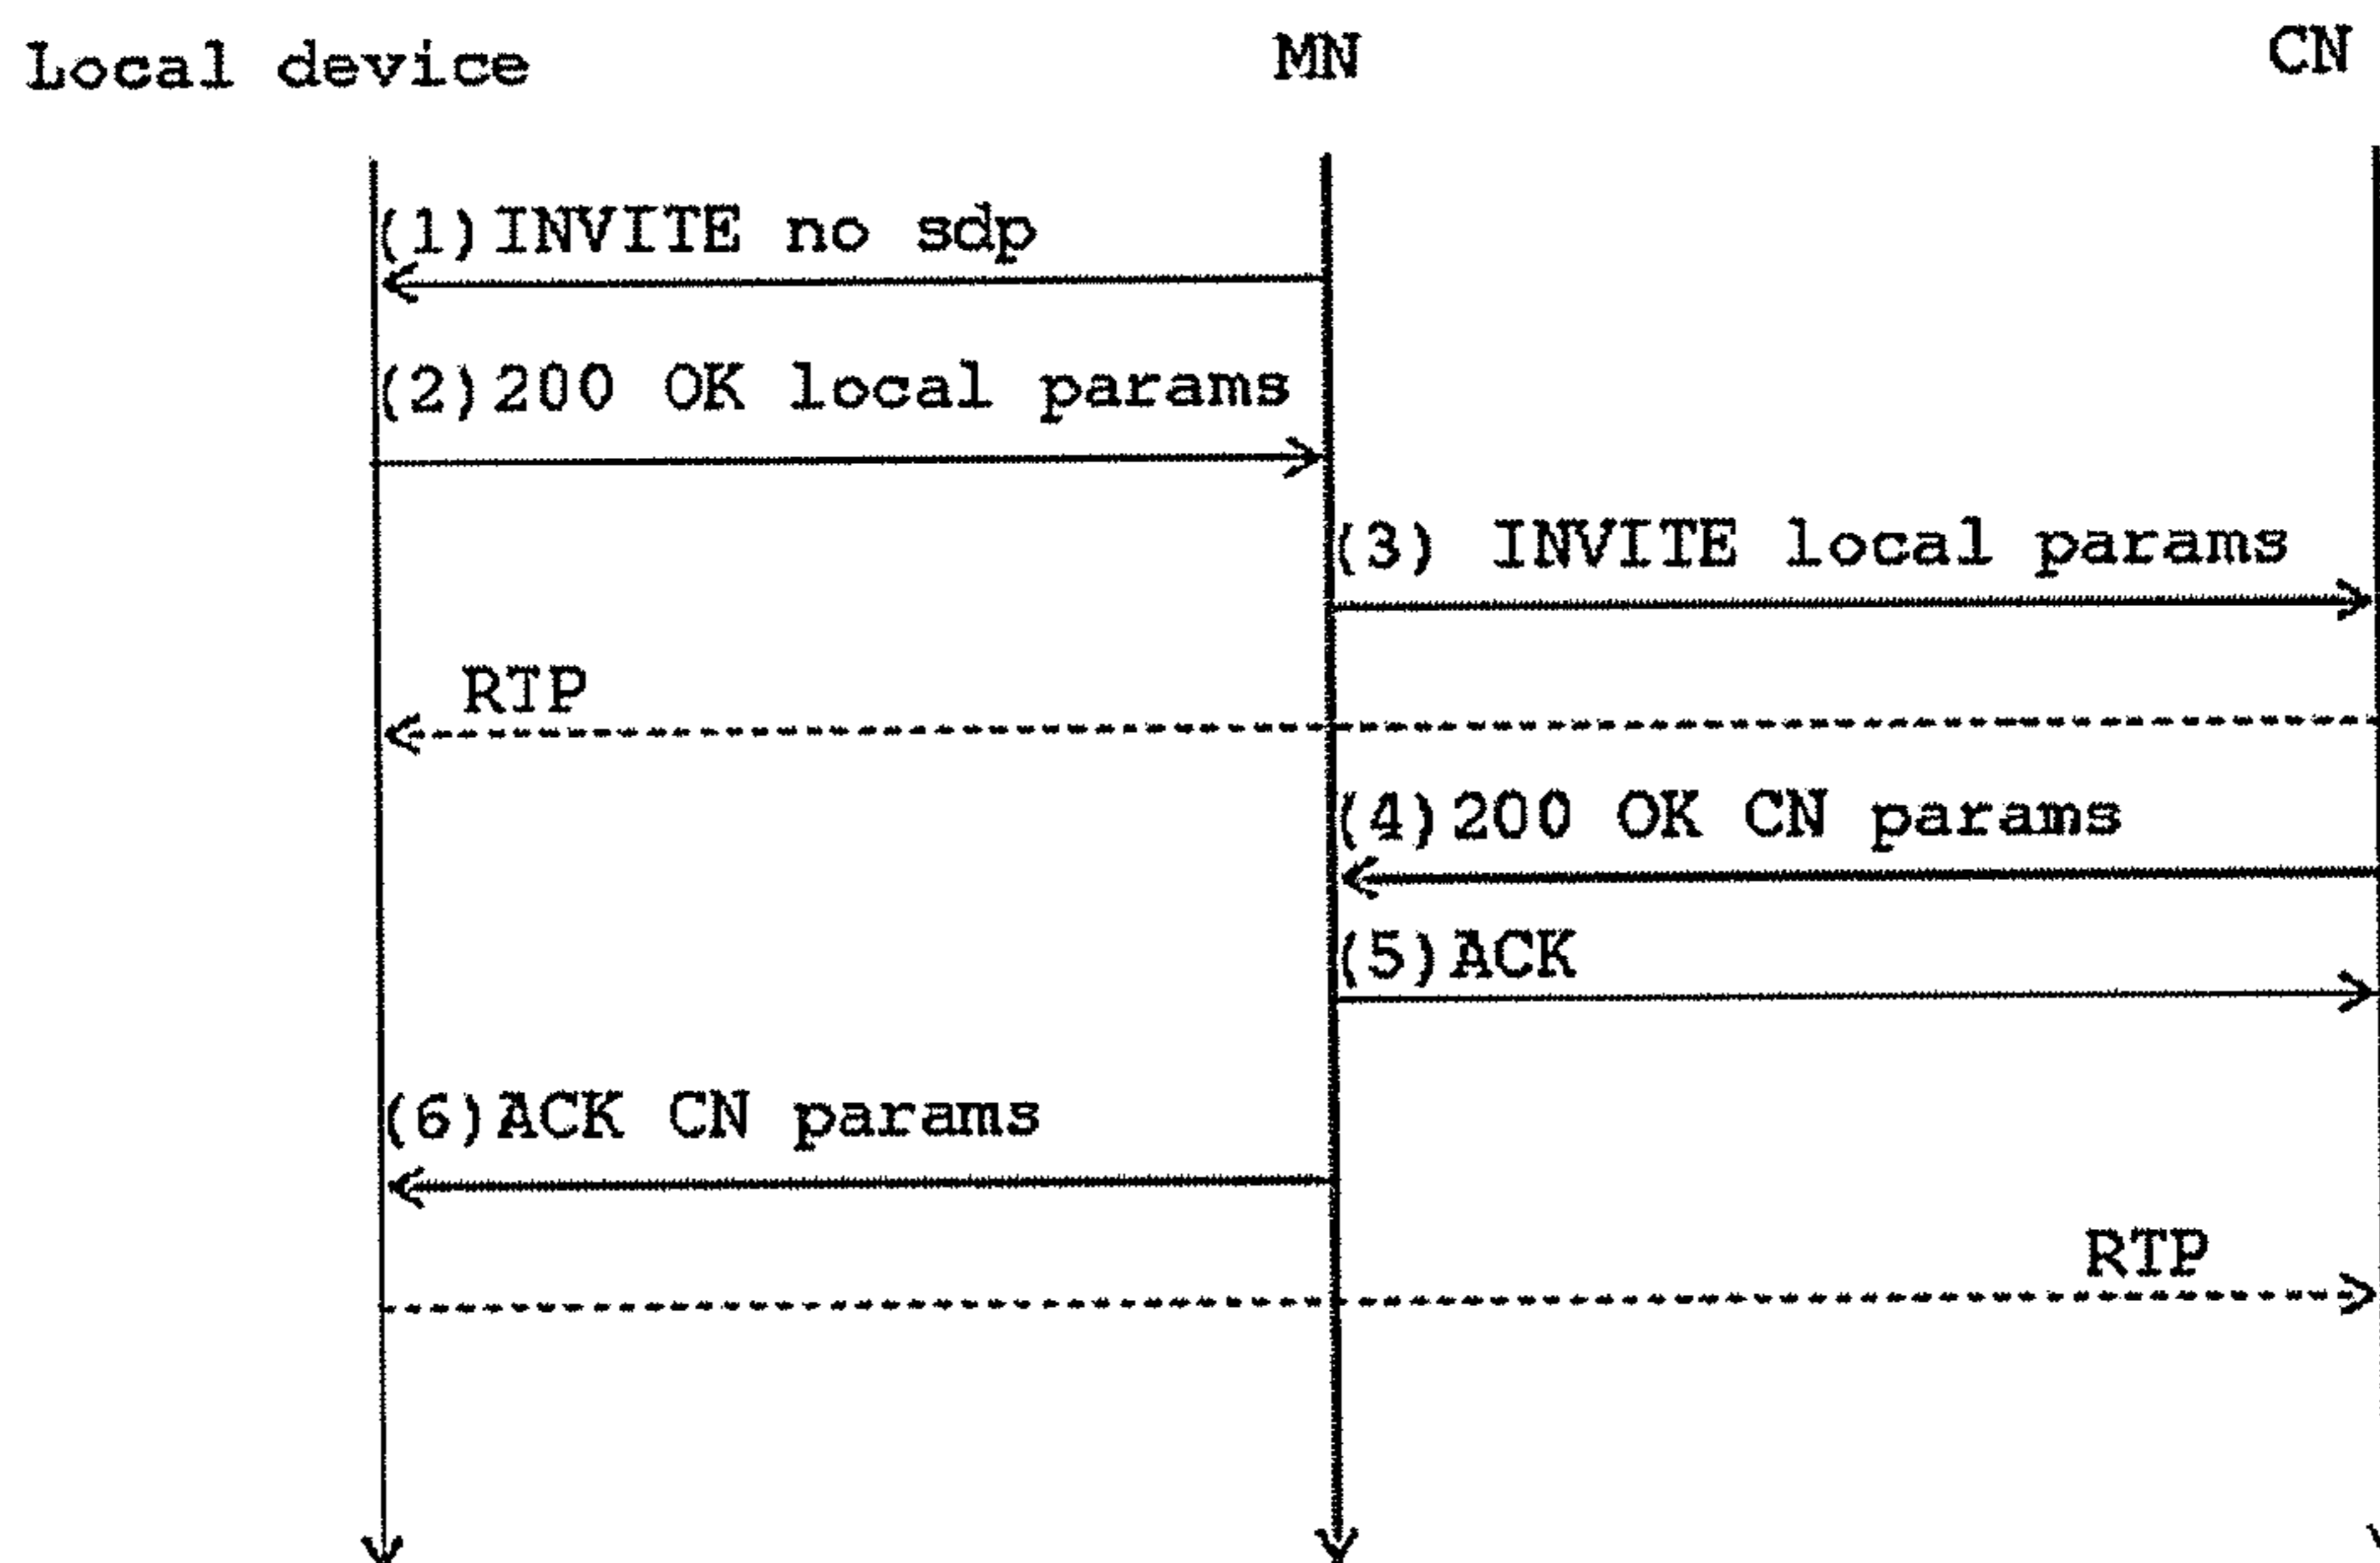 Local device MN CN
(1)INVITE no sdp
(2)200 OK local params
(3) INVITE local params
RTP
(4)200 OK CN params
(5)ACK
(6)ACK CN params
RTP